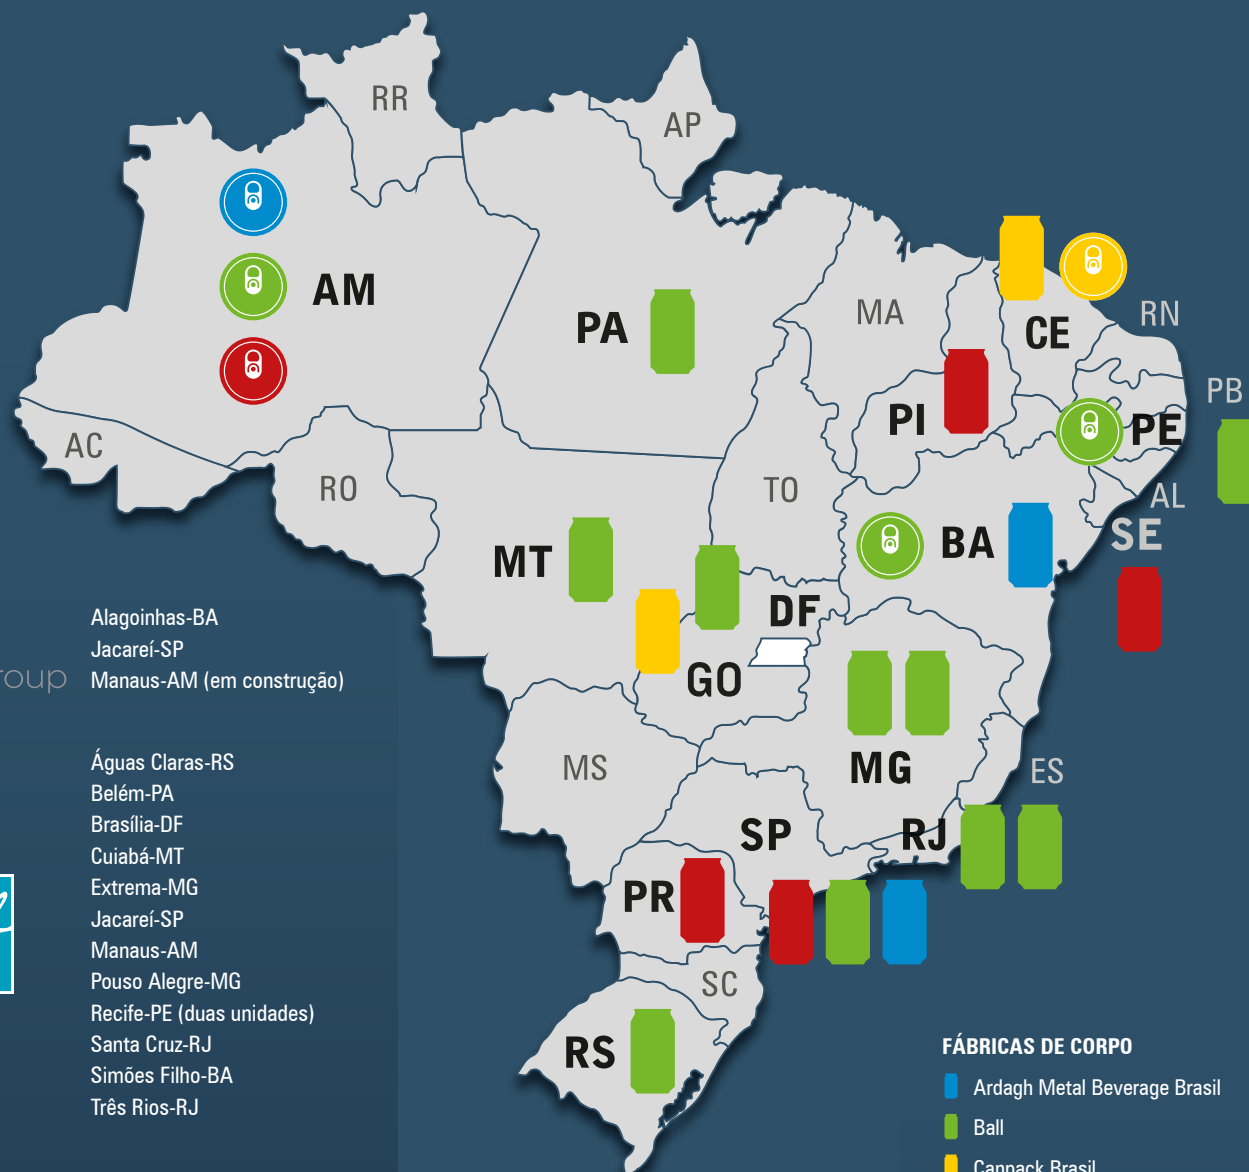 RR
AP
AM
PA
MA
CE
RN
PI
PB
PE
AC
RO
TO
AL
MT
BA
SE
DF
GO
MS
MG
ES
SP
RJ
PR
SC
RS
roup
Alagoinhas-BA
Jacareí-SP
Manaus-AM (em construção)
Águas Claras-RS
Belém-PA
Brasília-DF
Cuiabá-MT
Extrema-MG
Jacareí-SP
Manaus-AM
Pouso Alegre-MG
Recife-PE (duas unidades)
Santa Cruz-RJ
Simões Filho-BA
Três Rios-RJ
FÁBRICAS DE CORPO
Ardagh Metal Beverage Brasil
Ball
Canpack Brasil